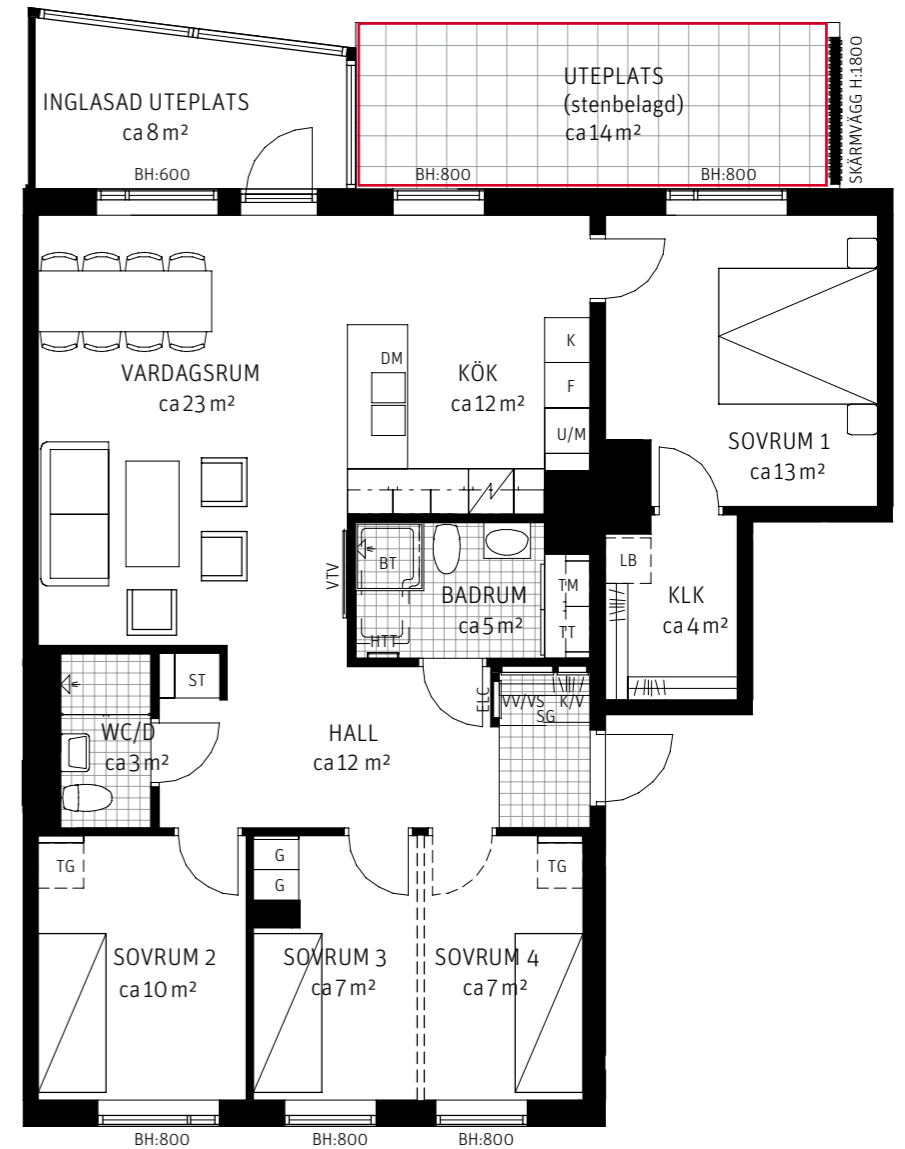 INGLASAD UTEPLATS
ca 8 m²
UTEPLATS
(stenbelagd)
ca 14 m²
SKÄRMVÄGG H:1800
BH:600
BH:800
BH:800
VARDAGSRUM
ca 23 m²
DM
KÖK
ca 12 m²
K
F
U/M
SOVRUM 1
ca 13 m²
VTV
BT
HTT
BADRUM
ca 5 m²
TM
TT
LB
KLK
ca 4 m²
ST
WC/D
ca 3 m²
HALL
ca 12 m²
ELC
VV/VS K/V
SG
TG
G
G
TG
SOVRUM 2
ca 10 m²
SOVRUM 3
ca 7 m²
SOVRUM 4
ca 7 m²
BH:800
BH:800
BH:800